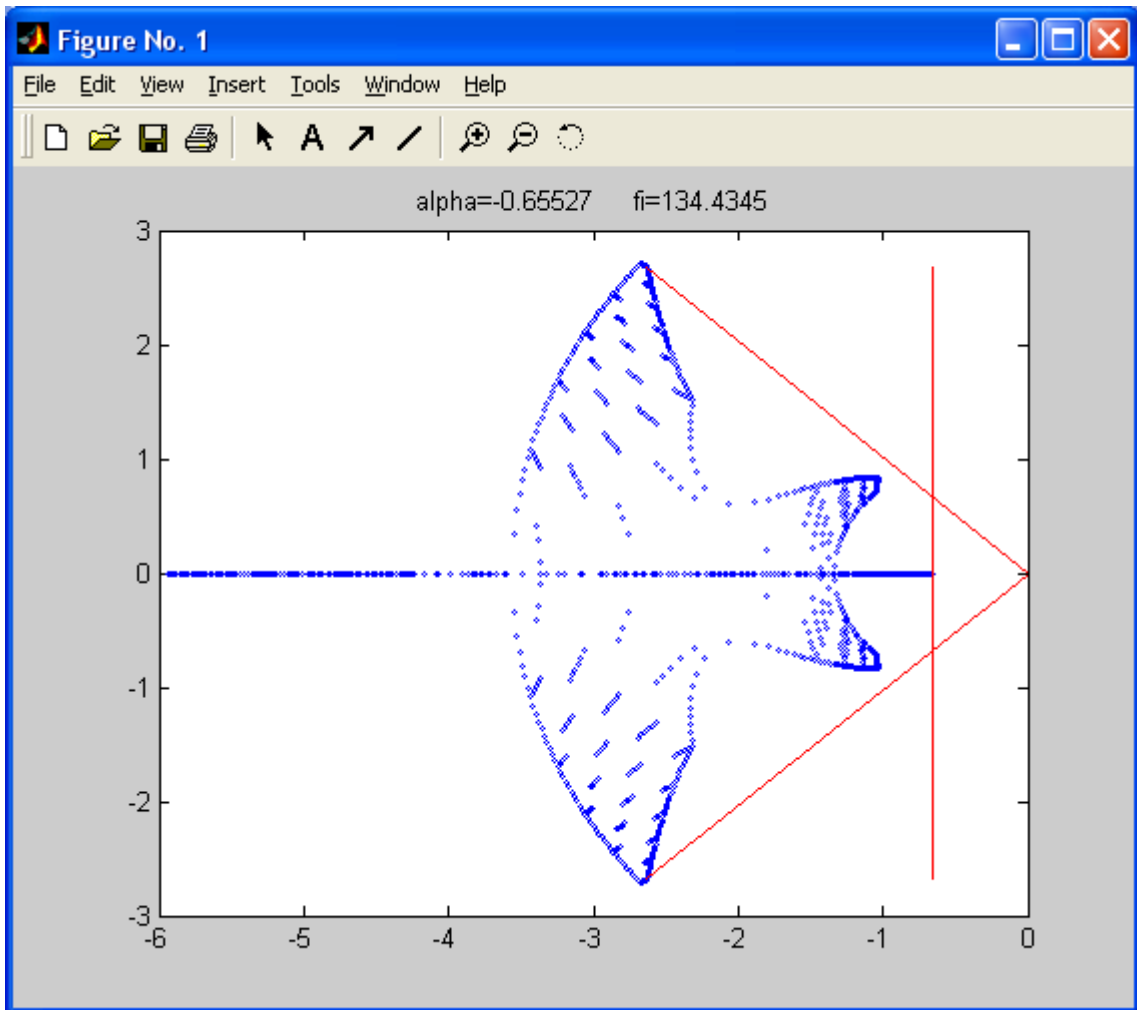 Figure No. 1
File Edit View Insert Tools Window Help
A
alpha=-0.65527 fi=134.4345
3
2
1
0
-1
-2
-3
-6 -5 -4 -3 -2 -1 0